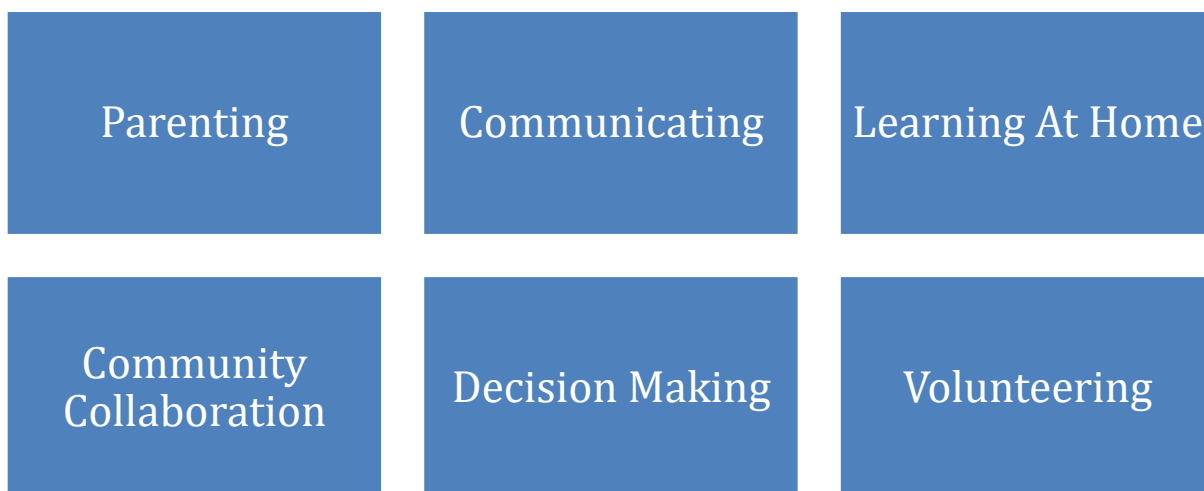 Parenting
Communicating
Learning At Home
Community
Collaboration
Decision Making
Volunteering